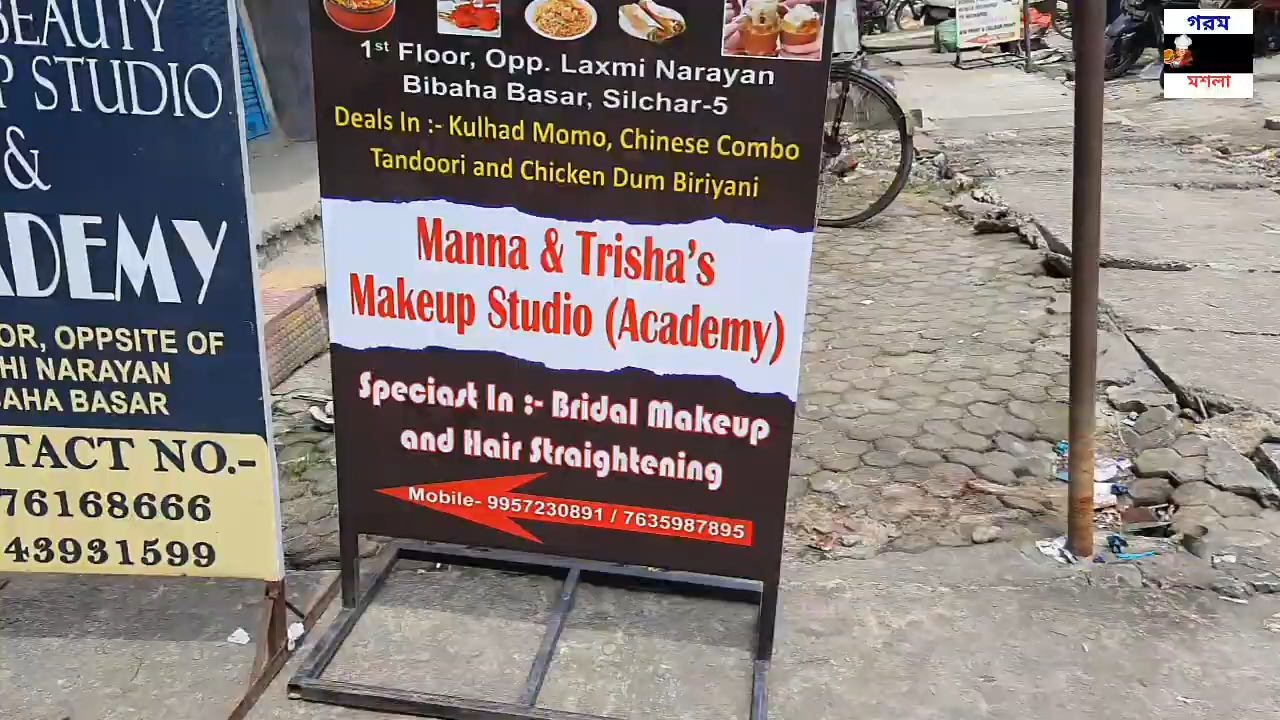 BEAUTY
P STUDIO
&
ADEMY
OR, OPPSITE OF
HI NARAYAN
BAHA BASAR
TACT NO.-
76168666
43931599
1st Floor, Opp. Laxmi Narayan
Bibaha Basar, Silchar-5
Deals In :- Kulhad Momo, Chinese Combo
Tandoori and Chicken Dum Biriyani
Manna & Trisha's
Makeup Studio (Academy)
Speciast In :- Bridal Makeup
and Hair Straightening
Mobile- 9957230891 / 7635987895
গরম
মশলা